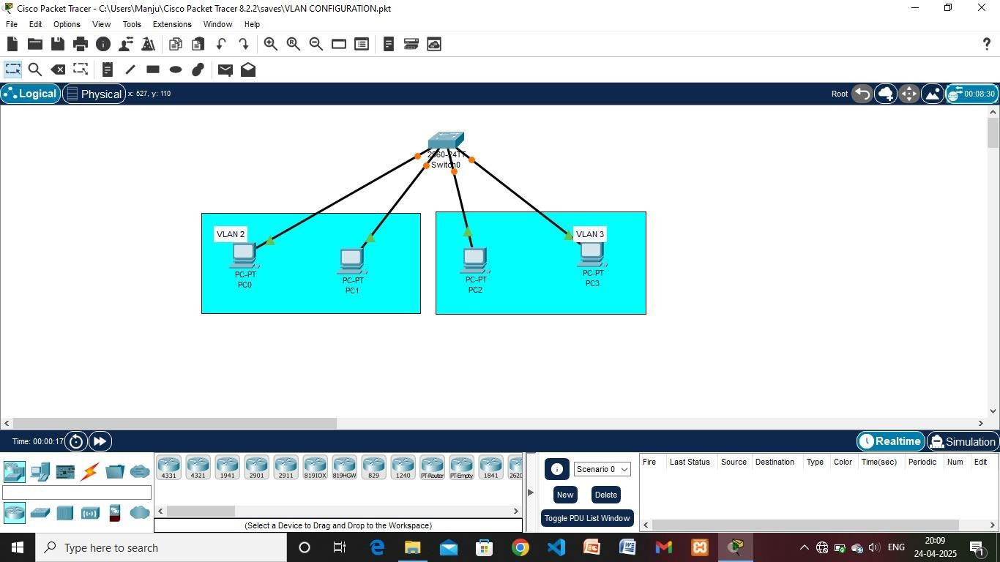 Cisco Packet Tracer - C:\Users\Manju\Cisco Packet Tracer 8.2.2\saves\VLAN CONFIGURATION.pkt
File Edit Options View Tools Extensions Window Help
Logical Physical x: 527, y: 110 Root 00:08:30
2960-24TT
Switch0
VLAN 2 VLAN 3
PC-PT PC-PT PC-PT PC-PT
PC0 PC1 PC2 PC3
Time: 00:00:17 Realtime Simulation
4331 4321 1941 2901 2911 819IOX 819HGW 829 1240 PT-Router PT-Empty 1841 2620
(Select a Device to Drag and Drop to the Workspace)
Scenario 0
New Delete
Toggle PDU List Window
Fire Last Status Source Destination Type Color Time(sec) Periodic Num Edit
Type here to search
ENG
20:09
24-04-2025
1